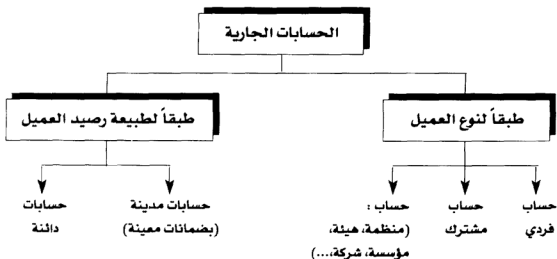 الحسابات الجارية
طبقاً لنوع العميل
طبقاً لطبيعة رصيد العميل
حساب
فردي
حساب
مشترك
حساب :
(منظمة، هيئة،
مؤسسة، شركة،...)
حسابات مدينة
(بضمانات معينة)
حسابات
دائنة